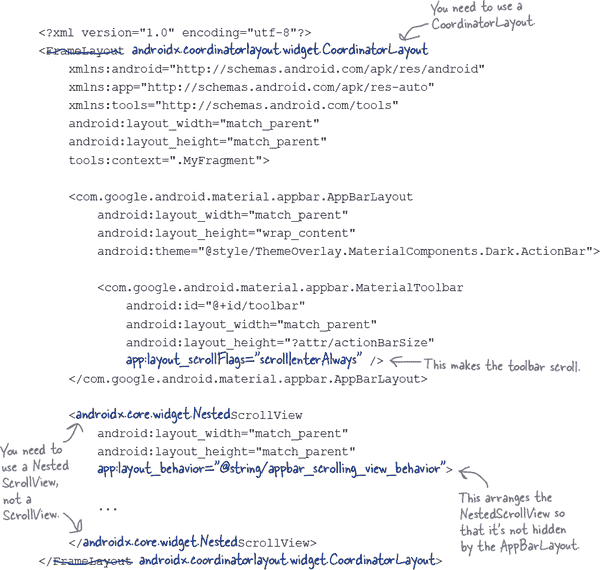 You need to use a
CoordinatorLayout.
<?xml version="1.0" encoding="utf-8"?>
<FrameLayout androidx.coordinatorlayout.widget.CoordinatorLayout
xmlns:android="http://schemas.android.com/apk/res/android"
xmlns:app="http://schemas.android.com/apk/res-auto"
xmlns:tools="http://schemas.android.com/tools"
android:layout_width="match_parent"
android:layout_height="match_parent"
tools:context=".MyFragment">
<com.google.android.material.appbar.AppBarLayout
android:layout_width="match_parent"
android:layout_height="wrap_content"
android:theme="@style/ThemeOverlay.MaterialComponents.Dark.ActionBar">
<com.google.android.material.appbar.MaterialToolbar
android:id="@+id/toolbar"
android:layout_width="match_parent"
android:layout_height="?attr/actionBarSize"
app:layout_scrollFlags="scroll|enterAlways" />
This makes the toolbar scroll.
</com.google.android.material.appbar.AppBarLayout>
<androidx.core.widget.NestedScrollView
android:layout_width="match_parent"
android:layout_height="match_parent"
app:layout_behavior="@string/appbar_scrolling_view_behavior">
You need to
use a Nested
ScrollView,
not a
ScrollView.
This arranges the
NestedScrollView so
that it's not hidden
by the AppBarLayout.
...
</androidx.core.widget.NestedScrollView>
</FrameLayout androidx.coordinatorlayout.widget.CoordinatorLayout>